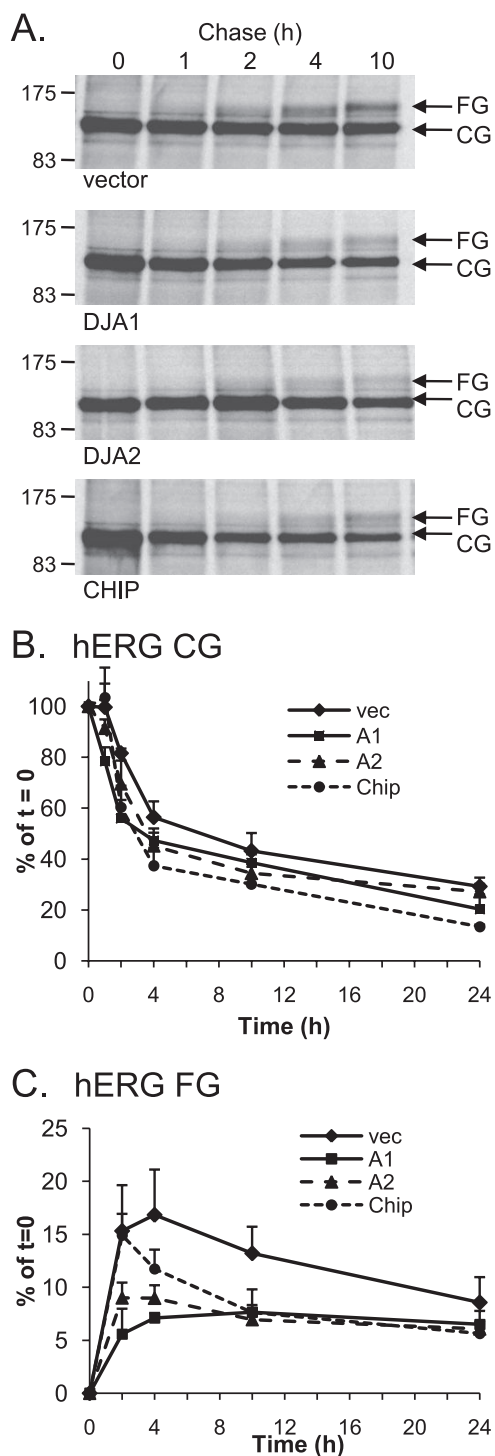 A.
Chase (h)
0 1 2 4 10
175
FG
CG
83
vector
175
FG
CG
83
DJA1
175
FG
CG
83
DJA2
175
FG
CG
83
CHIP
B. hERG CG
% of t = 0
100
80
60
40
20
0
vec
A1
A2
Chip
0 4 8 12 16 20 24
Time (h)
C. hERG FG
% of t=0
25
20
15
10
5
0
vec
A1
A2
Chip
0 4 8 12 16 20 24
Time (h)